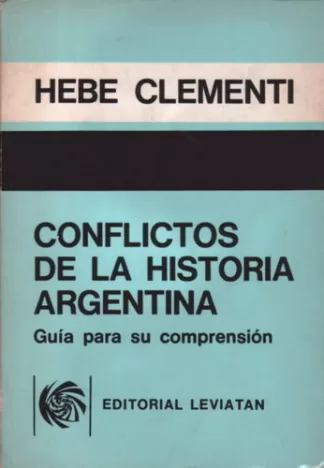 HEBE CLEMENTI
CONFLICTOS
DE LA HISTORIA
ARGENTINA
Guía para su comprensión
EDITORIAL LEVIATAN